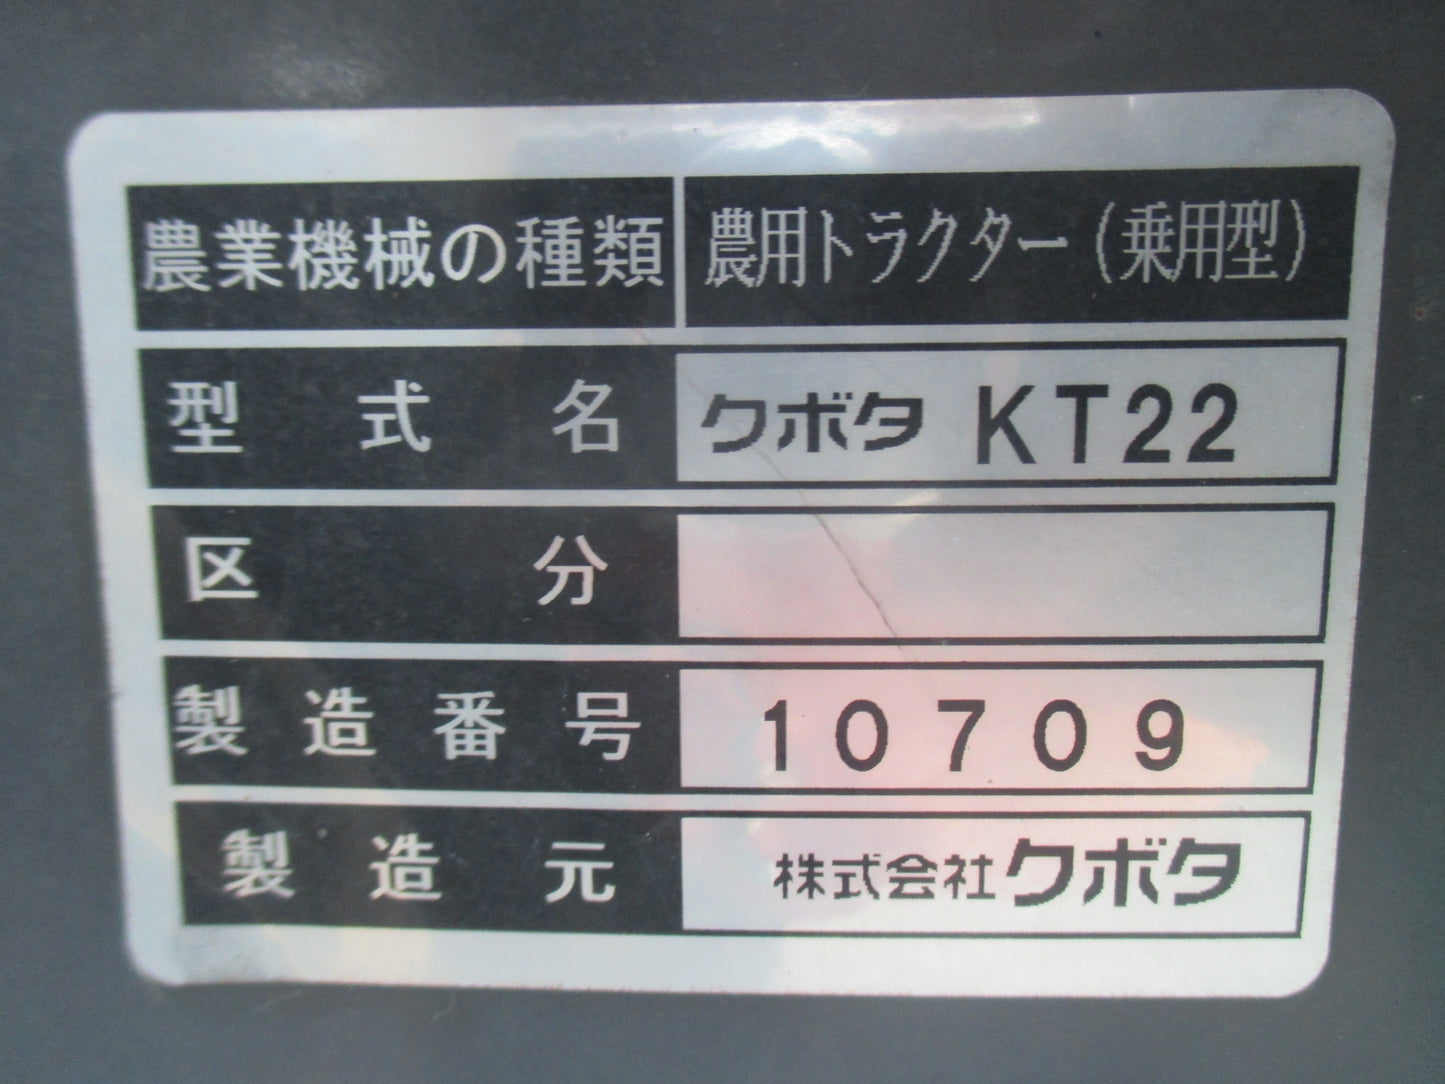 農業機械の種類 農用トラクター(乗用型)
型式名 クボタ KT22
区分
製造番号 10709
製造元 株式会社クボタ